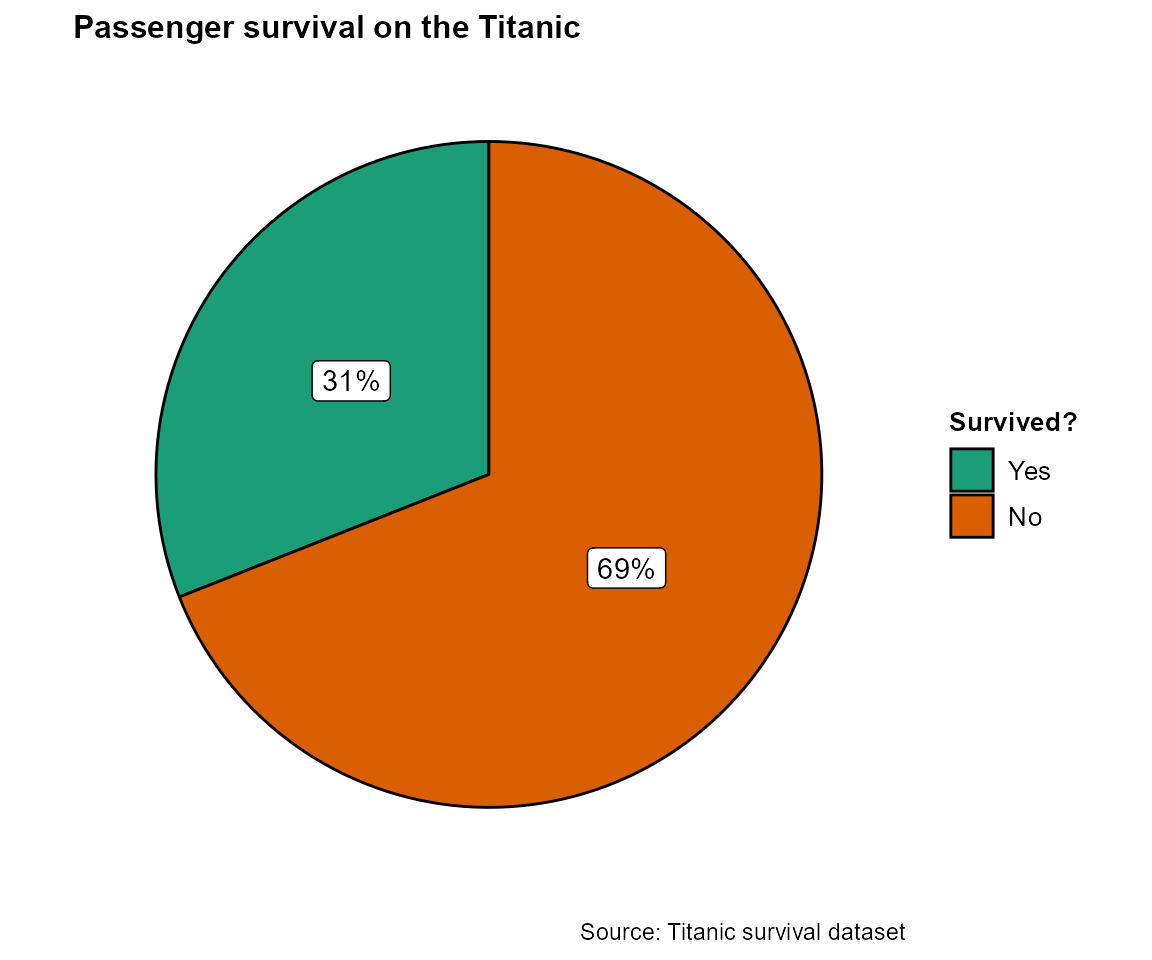 Passenger survival on the Titanic
31%
69%
Survived?
Yes
No
Source: Titanic survival dataset